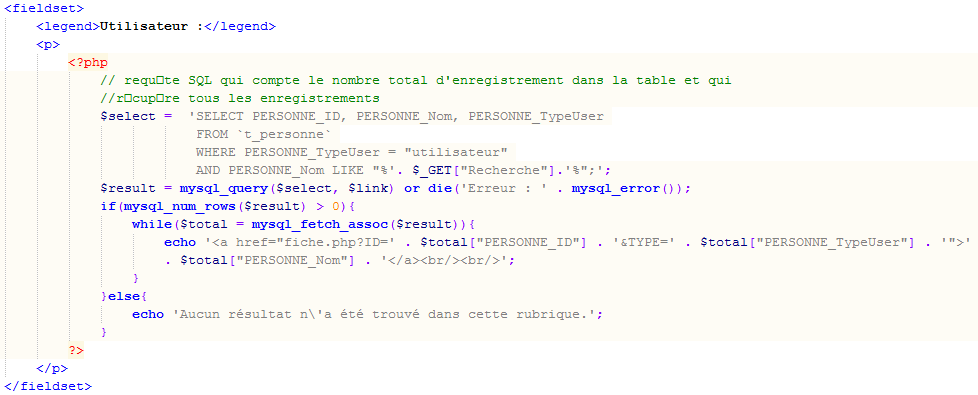 <fieldset>
<legend>Utilisateur :</legend>
<p>
<?php
// requ□te SQL qui compte le nombre total d'enregistrement dans la table et qui
//r□cup□re tous les enregistrements
$select =  'SELECT PERSONNE_ID, PERSONNE_Nom, PERSONNE_TypeUser
FROM `t_personne`
WHERE PERSONNE_TypeUser = "utilisateur"
AND PERSONNE_Nom LIKE "%'. $_GET["Recherche"].'%";';
$result = mysql_query($select, $link) or die('Erreur : ' . mysql_error());
if(mysql_num_rows($result) > 0){
while($total = mysql_fetch_assoc($result)){
echo '<a href="fiche.php?ID=' . $total["PERSONNE_ID"] . '&TYPE=' . $total["PERSONNE_TypeUser"] . '">'
. $total["PERSONNE_Nom"] . '</a><br/><br/>';
}
}else{
echo 'Aucun résultat n\'a été trouvé dans cette rubrique.';
}
?>
</p>
</fieldset>